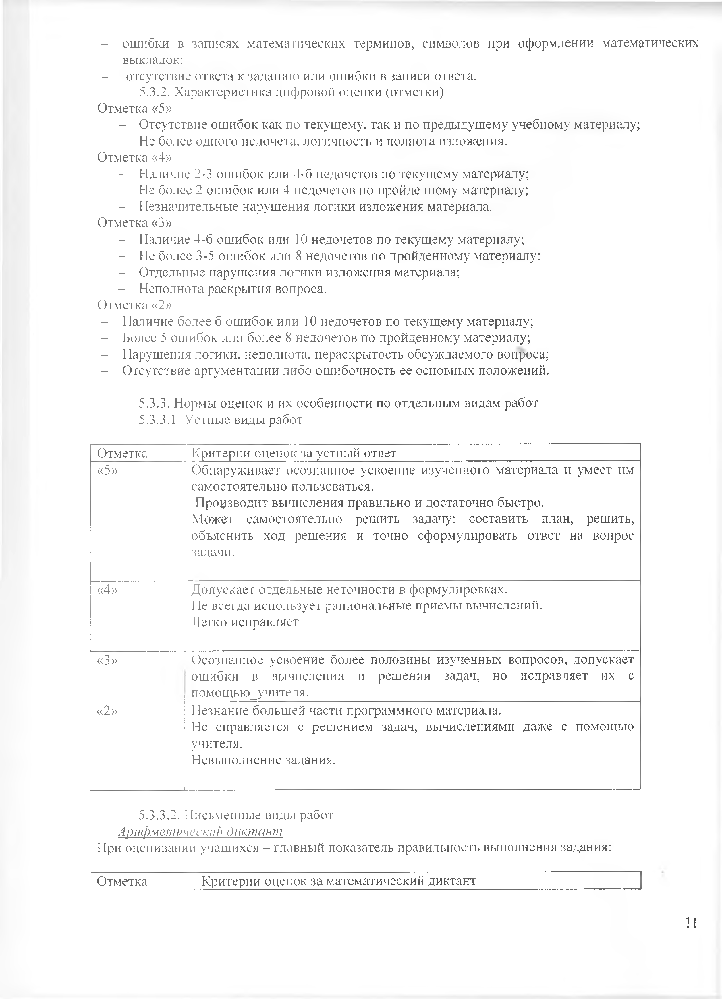 – ошибки в записях математических терминов, символов при оформлении математических
выкладок:
– отсутствие ответа к заданию или ошибки в записи ответа.
5.3.2. Характеристика цифровой оценки (отметки)
Отметка «5»
– Отсутствие ошибок как по текущему, так и по предыдущему учебному материалу;
– Не более одного недочета, логичность и полнота изложения.
Отметка «4»
– Наличие 2-3 ошибок или 4-б недочетов по текущему материалу;
– Не более 2 ошибок или 4 недочетов по пройденному материалу;
– Незначительные нарушения логики изложения материала.
Отметка «3»
– Наличие 4-б ошибок или 10 недочетов по текущему материалу;
– Не более 3-5 ошибок или 8 недочетов по пройденному материалу:
– Отдельные нарушения логики изложения материала;
– Неполнота раскрытия вопроса.
Отметка «2»
– Наличие более б ошибок или 10 недочетов по текущему материалу;
– Более 5 ошибок или более 8 недочетов по пройденному материалу;
– Нарушения логики, неполнота, нераскрытость обсуждаемого вопроса;
– Отсутствие аргументации либо ошибочность ее основных положений.
5.3.3. Нормы оценок и их особенности по отдельным видам работ
5.3.3.1. Устные виды работ
Отметка Критерии оценок за устный ответ
«5» Обнаруживает осознанное усвоение изученного материала и умеет им
самостоятельно пользоваться.
Производит вычисления правильно и достаточно быстро.
Может самостоятельно решить задачу: составить план, решить,
объяснить ход решения и точно сформулировать ответ на вопрос
задачи.
«4» Допускает отдельные неточности в формулировках.
Не всегда использует рациональные приемы вычислений.
Легко исправляет
«3» Осознанное усвоение более половины изученных вопросов, допускает
ошибки в вычислении и решении задач, но исправляет их с
помощью_учителя.
«2» Незнание большей части программного материала.
Не справляется с решением задач, вычислениями даже с помощью
учителя.
Невыполнение задания.
5.3.3.2. Письменные виды работ
Арифметический диктант
При оценивании учащихся – главный показатель правильность выполнения задания:
Отметка Критерии оценок за математический диктант
11